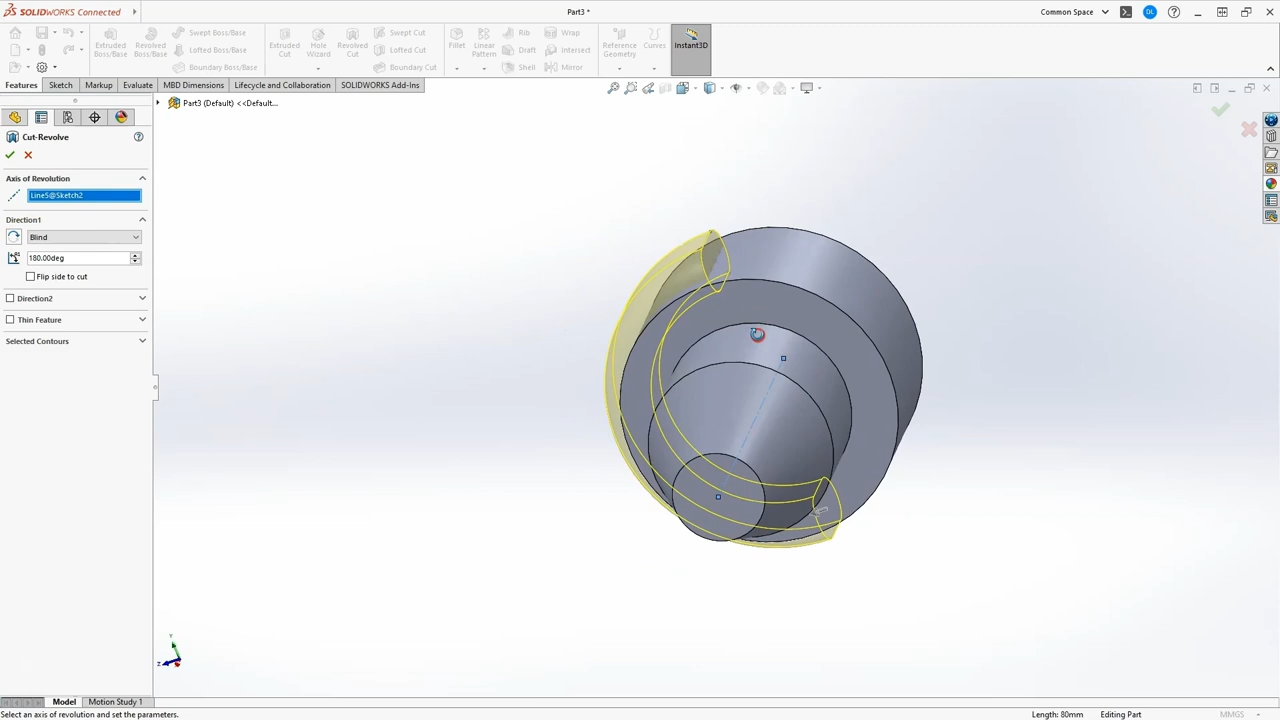 SOLIDWORKS Connected
Part3 *
Common Space
DL
Extruded Boss/Base
Revolved Boss/Base
Swept Boss/Base
Lofted Boss/Base
Boundary Boss/Base
Extruded Cut
Hole Wizard
Revolved Cut
Swept Cut
Lofted Cut
Boundary Cut
Fillet
Linear Pattern
Rib
Draft
Shell
Wrap
Intersect
Mirror
Reference Geometry
Curves
Instant3D
Features
Sketch
Markup
Evaluate
MBD Dimensions
Lifecycle and Collaboration
SOLIDWORKS Add-Ins
Part3 (Default) <<Default...
Cut-Revolve
Axis of Revolution
Line5@Sketch2
Direction1
Blind
180.00deg
Flip side to cut
Direction2
Thin Feature
Selected Contours
Y
Z
Model
Motion Study 1
Select an axis of revolution and set the parameters.
Length: 80mm
Editing Part
MMGS